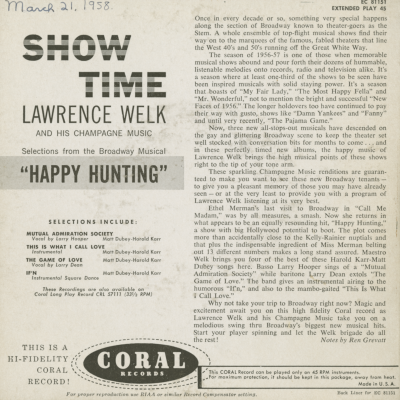 March 21, 1958.
EC 81151
EXTENDED PLAY 45
SHOW
TIME
LAWRENCE WELK
AND HIS CHAMPAGNE MUSIC
Selections from the Broadway Musical
"HAPPY HUNTING"
SELECTIONS INCLUDE:
MUTUAL ADMIRATION SOCIETY Matt Dubey-Harold Karr
Vocal by Larry Hooper
THIS IS WHAT I CALL LOVE Matt Dubey-Harold Karr
Instrumental
THE GAME OF LOVE Matt Dubey-Harold Karr
Vocal by Larry Dean
IF'N Matt Dubey-Harold Karr
Instrumental Square Dance
These Recordings are also available on
Coral Long Play Record CRL 57111 (33⅓ RPM)
THIS IS A
HI-FIDELITY
CORAL
RECORD!
CORAL
RECORDS
Once in every decade or so, something very special happens
along the section of Broadway known to theater-goers as the
Stem. A whole ensemble of top-flight musical shows find their
way on to the marquees of the famous, fabled theaters that line
the West 40's and 50's running off the Great White Way.
The season of 1956-57 is one of those when memorable
musical shows abound and pour forth their dozens of hummable,
listenable melodies onto records, radio and television alike. It's
a season where at least one-third of the shows to be seen have
been inspired musicals with solid staying power. It's a season
that boasts of "My Fair Lady," "The Most Happy Fella" and
"Mr. Wonderful," not to mention the bright and successful "New
Faces of 1956." The longer holdovers too have continued to pay
their way with gusto, shows like "Damn Yankees" and "Fanny"
and until very recently, "The Pajama Game."
Now, three new all-stops-out musicals have descended on
the gay and glittering Broadway scene to keep the theater set
well stocked with conversation bits for months to come . . . and
in these perfectly timed new albums, the happy music of
Lawrence Welk brings the high musical points of these shows
right to the tip of your tone arm.
These sparkling Champagne Music renditions are guaran-
teed to make you want to see these new Broadway tenants—
to give you a pleasant memory of those you may have already
seen — or at the very least to provide you with a program of
Lawrence Welk listening at its very best.
Ethel Merman's last visit to Broadway in "Call Me
Madam," was by all measures, a smash. Now she returns in
what appears to be an equally resounding hit, "Happy Hunting,"
a show with big Hollywood potential to boot. The plot comes
more than accidentally close to the Kelly-Rainier nuptials and
that plus the indispensable ingredient of Miss Merman belting
out 13 different numbers makes a long stand assured. Maestro
Welk brings you four of the best of these Harold Karr-Matt
Dubey songs here. Basso Larry Hooper sings of a "Mutual
Admiration Society" while baritone Larry Dean extols "The
Game of Love." The band gives an instrumental airing to the
humorous "If'n," and also to the mambo-gaited "This Is What
I Call Love."
Why not take your trip to Broadway right now? Magic and
excitement await you on this high fidelity Coral record as
Lawrence Welk and his Champagne Music take you on a
melodious swing thru Broadway's biggest new musical hits.
Start your player spinning and let the Welk brigade do all
the rest!
Notes by Ren Grevatt
This CORAL Record can be played only on 45 RPM instruments.
For maximum protection, it should be kept in this package, away from heat.
Made in U.S.A.
For proper reproduction use RIAA or similar Record Compensator setting.
Back Liner for EC 81151